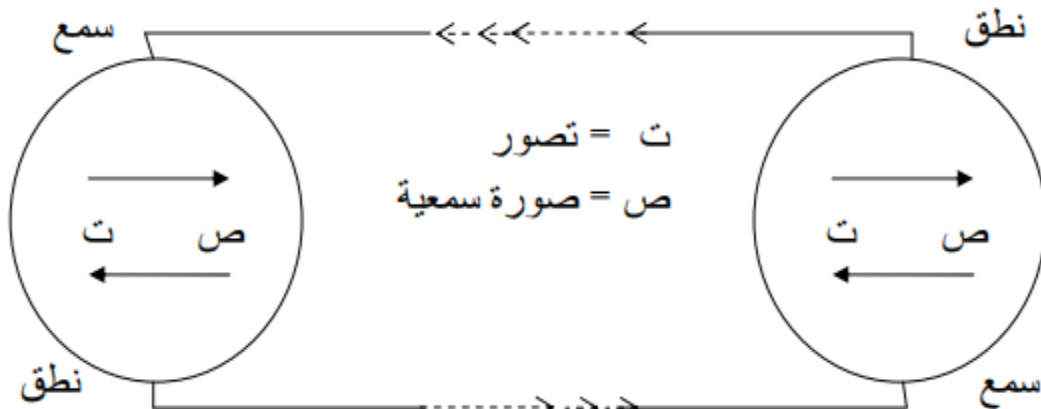 نطق
سمع
ت = تصور
ص = صورة سمعية
ص ت
ص ت
سمع
نطق